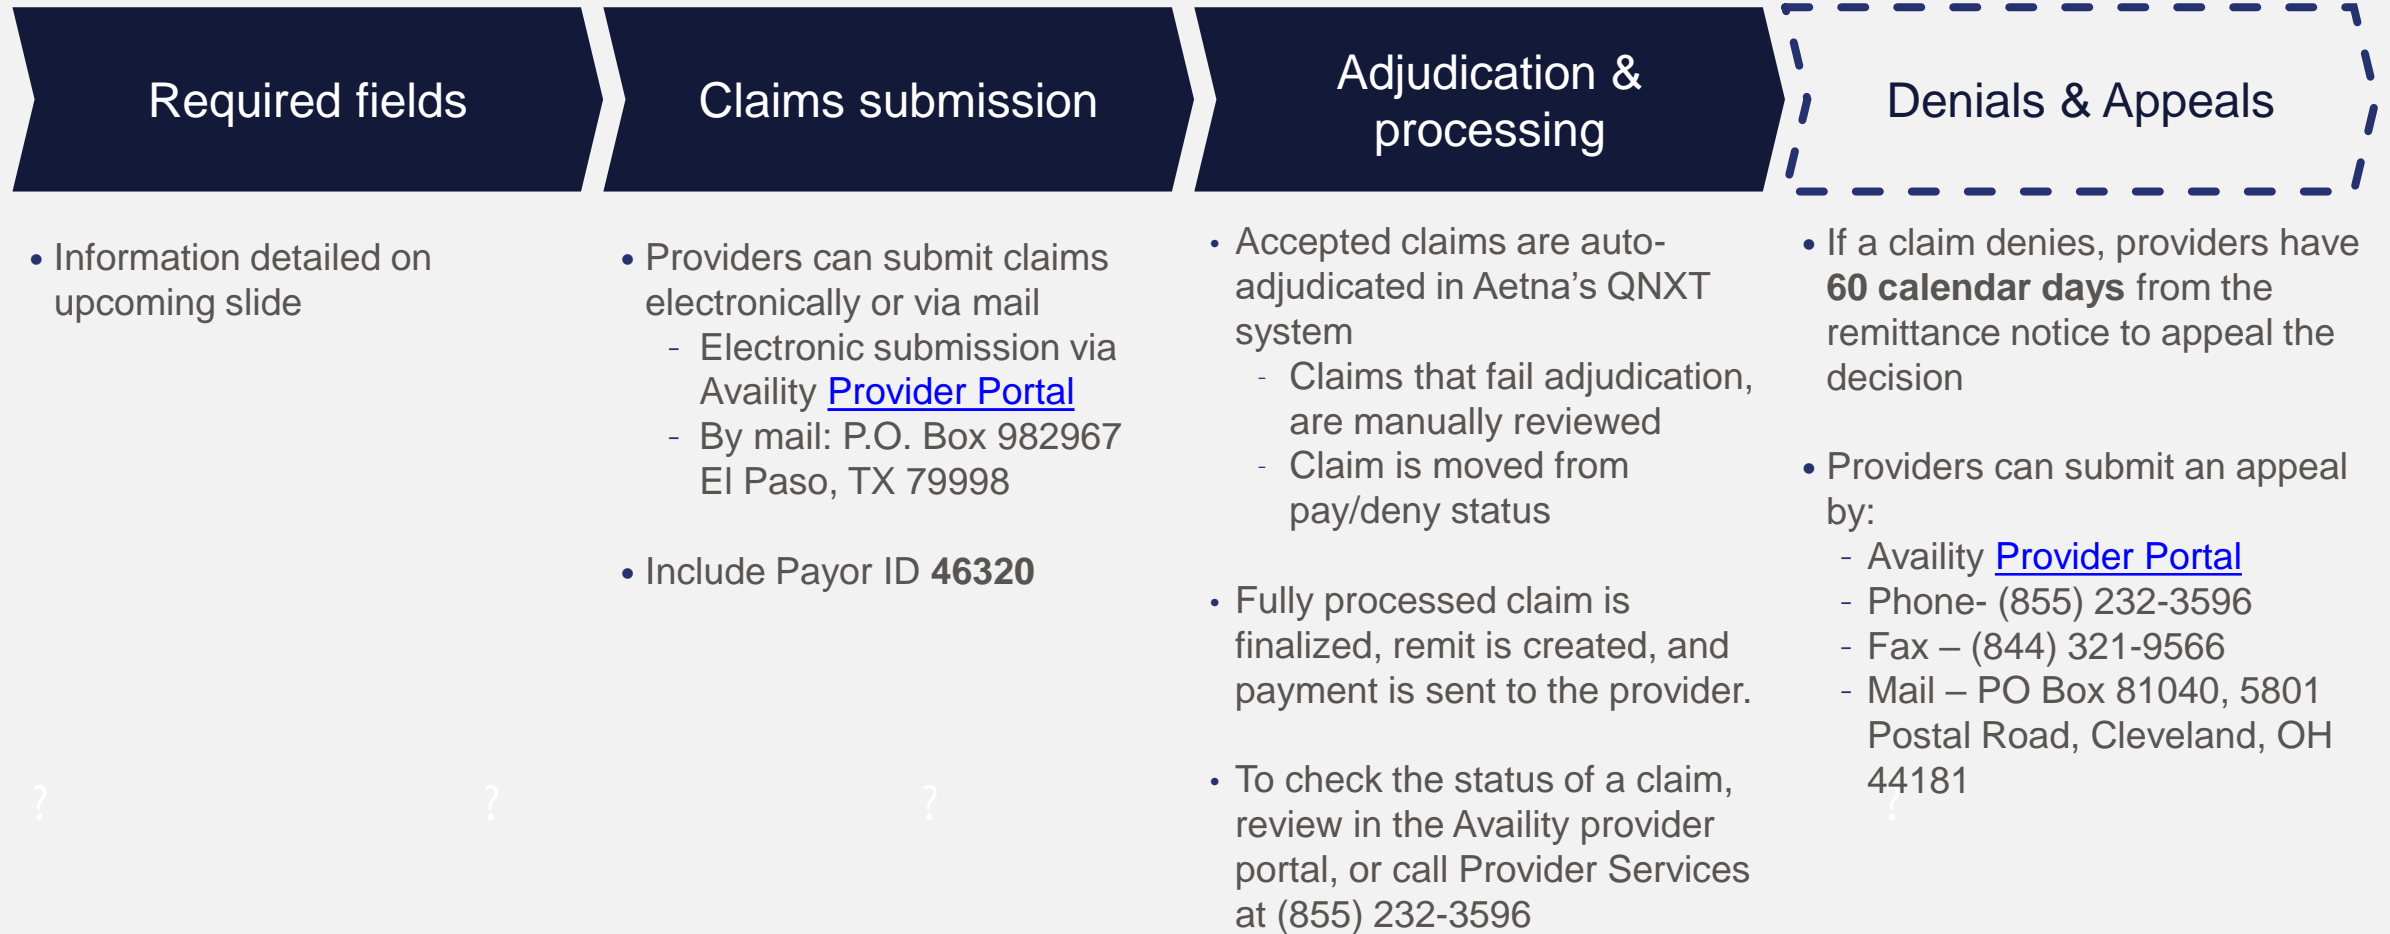 Required fields
• Information detailed on
upcoming slide
Claims submission
• Providers can submit claims
electronically or via mail
- Electronic submission via
Availity Provider Portal
- By mail: P.O. Box 982967
El Paso, TX 79998
• Include Payor ID 46320
Adjudication &
processing
• Accepted claims are auto-
adjudicated in Aetna's QNXT
system
- Claims that fail adjudication,
are manually reviewed
- Claim is moved from
pay/deny status
• Fully processed claim is
finalized, remit is created, and
payment is sent to the provider.
• To check the status of a claim,
review in the Availity provider
portal, or call Provider Services
at (855) 232-3596
Denials & Appeals
• If a claim denies, providers have
60 calendar days from the
remittance notice to appeal the
decision
• Providers can submit an appeal
by:
- Availity Provider Portal
- Phone- (855) 232-3596
- Fax – (844) 321-9566
- Mail – PO Box 81040, 5801
Postal Road, Cleveland, OH
44181
? ? ? ?